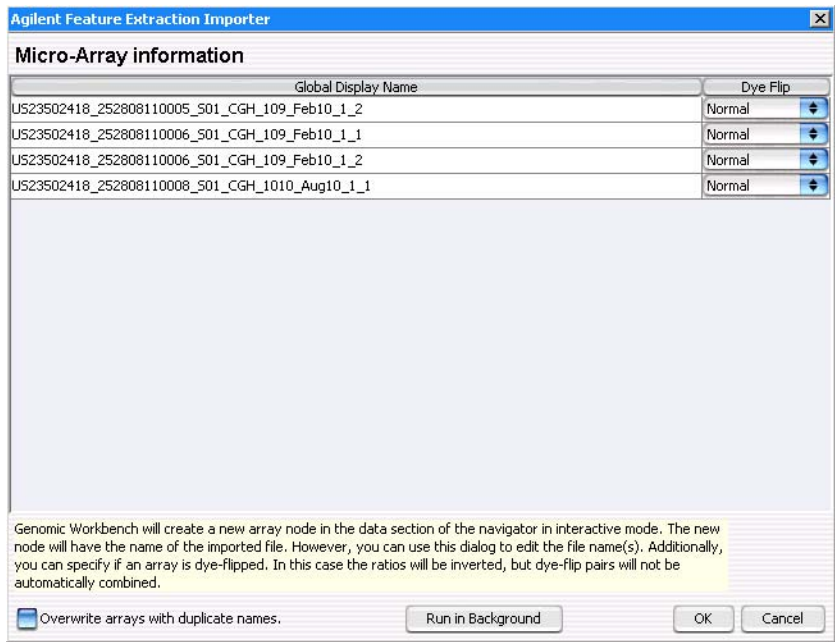 Agilent Feature Extraction Importer
Micro-Array information
Global Display Name Dye Flip
US23502418_252808110005_S01_CGH_109_Feb10_1_2 Normal
US23502418_252808110006_S01_CGH_109_Feb10_1_1 Normal
US23502418_252808110006_S01_CGH_109_Feb10_1_2 Normal
US23502418_252808110008_S01_CGH_1010_Aug10_1_1 Normal
Genomic Workbench will create a new array node in the data section of the navigator in interactive mode. The new
node will have the name of the imported file. However, you can use this dialog to edit the file name(s). Additionally,
you can specify if an array is dye-flipped. In this case the ratios will be inverted, but dye-flip pairs will not be
automatically combined.
Overwrite arrays with duplicate names. Run in Background OK Cancel